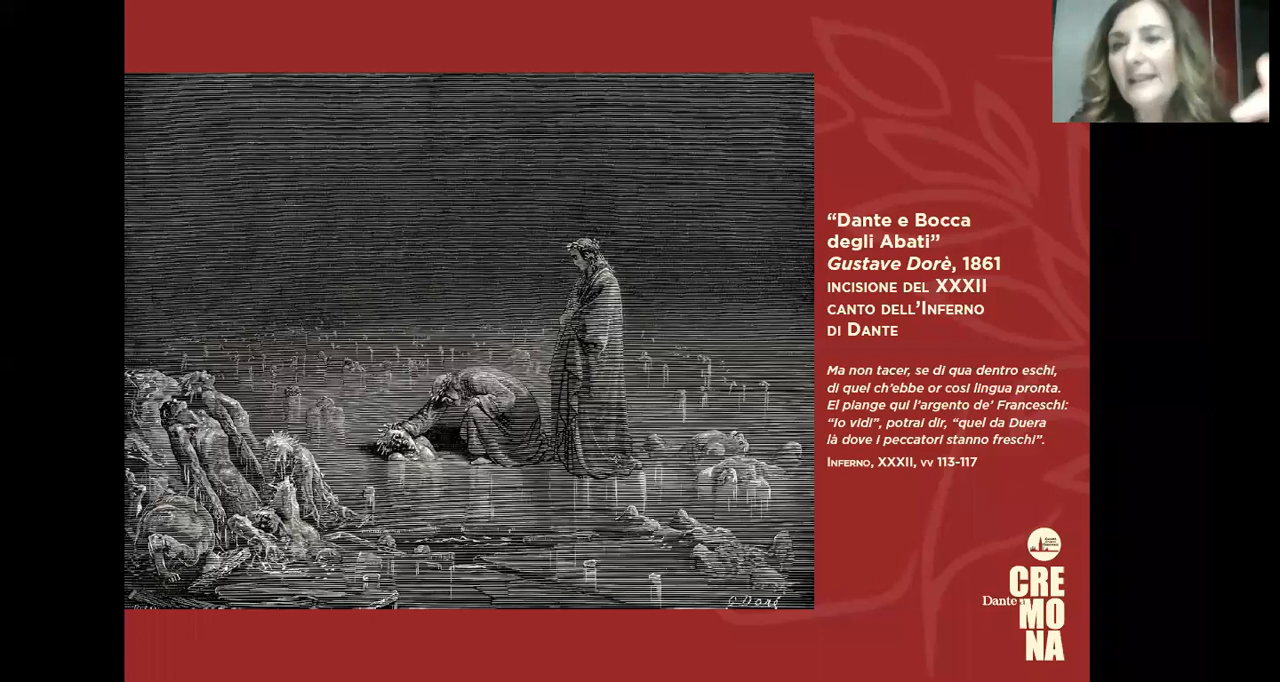 “Dante e Bocca
degli Abati”
Gustave Dorè, 1861
INCISIONE DEL XXXII
CANTO DELL’INFERNO
DI DANTE
Ma non tacer, se di qua dentro eschi,
di quel ch’ebbe or così lingua pronta.
El piange qui l’argento de’ Franceschi:
“Io vidi”, potrai dir, “quel da Duera
là dove i peccatori stanno freschi”.
INFERNO, XXXII, VV 113-117
G Doré
Dante
CRE
MO
NA